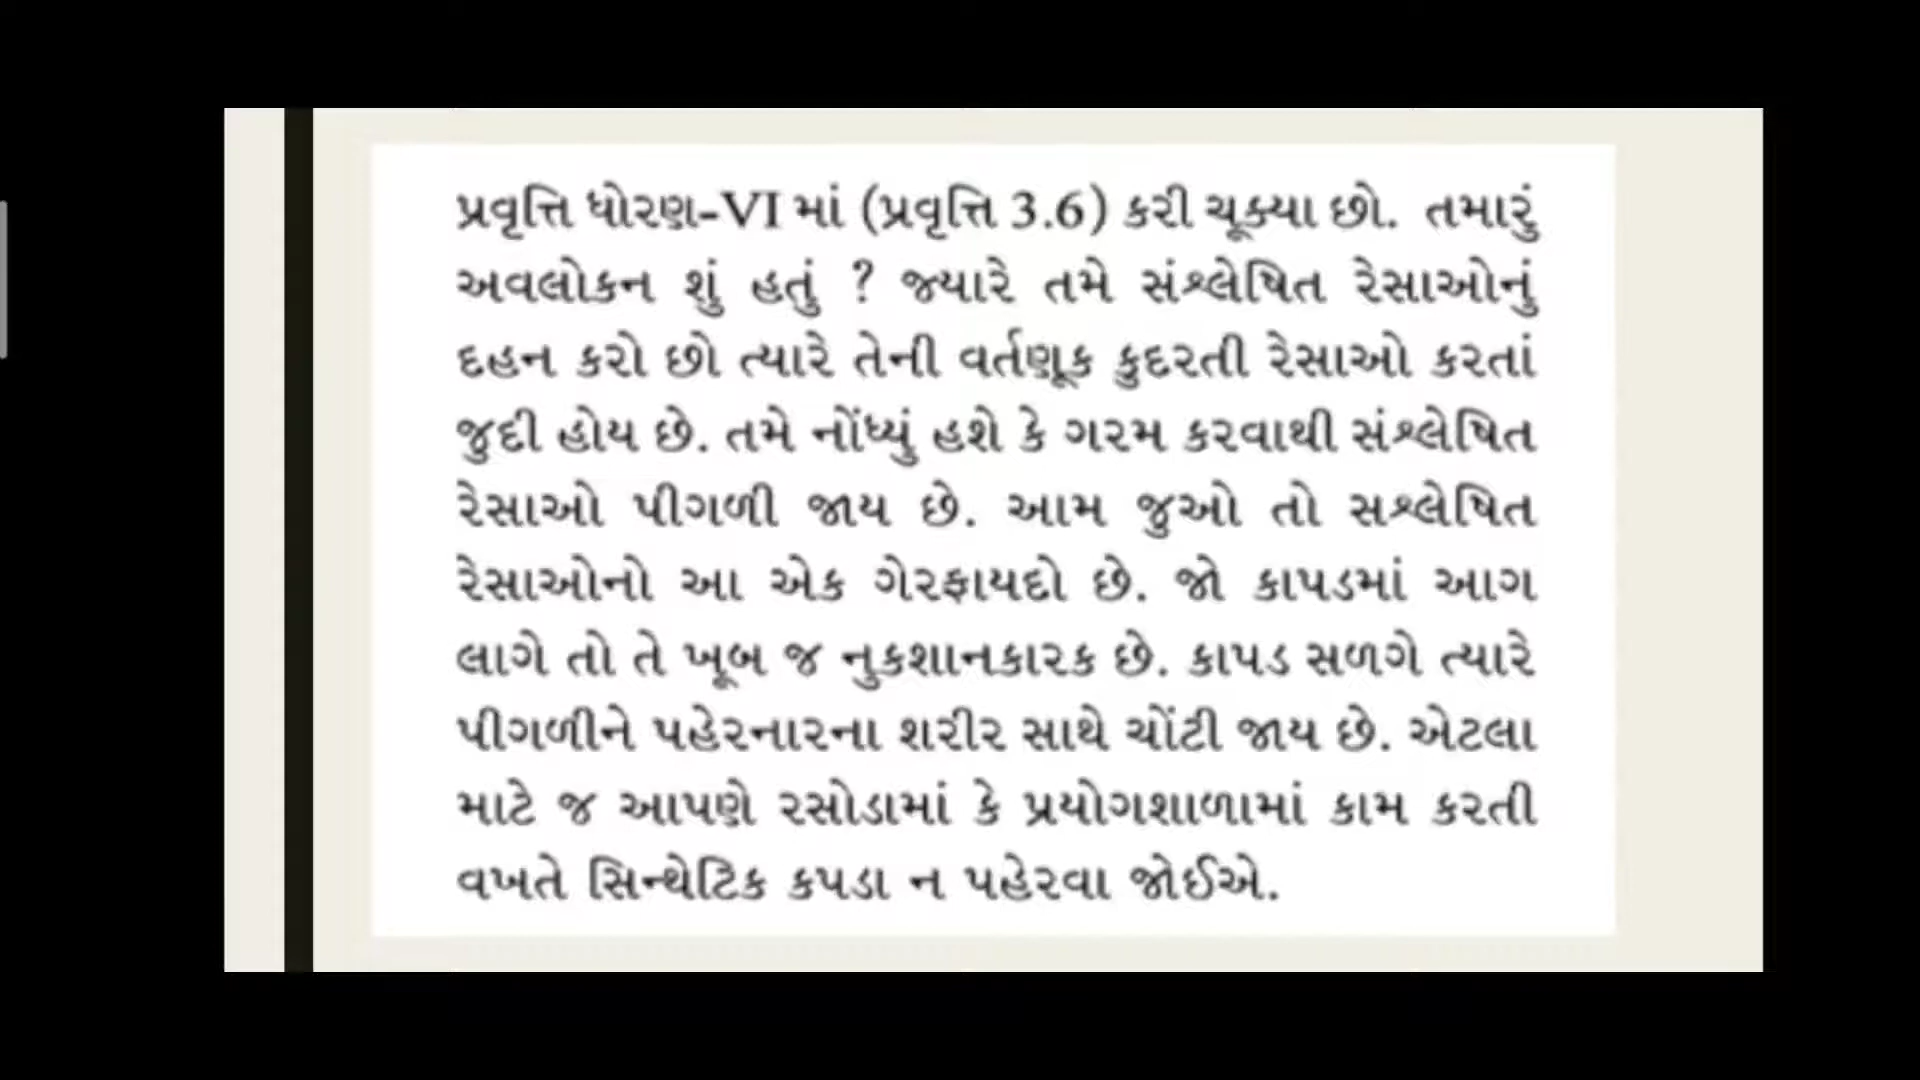 પ્રવૃત્તિ ધોરણ-VI માં (પ્રવૃત્તિ 3.6) કરી ચૂક્યા છો. તમારું
અવલોકન શું હતું ? જ્યારે તમે સંશ્લેષિત રેસાઓનું
દહન કરો છો ત્યારે તેની વર્તણૂક કુદરતી રેસાઓ કરતાં
જુદી હોય છે. તમે નોંધ્યું હશે કે ગરમ કરવાથી સંશ્લેષિત
રેસાઓ પીગળી જાય છે. આમ જુઓ તો સશ્લેષિત
રેસાઓનો આ એક ગેરફાયદો છે. જો કાપડમાં આગ
લાગે તો તે ખૂબ જ નુકશાનકારક છે. કાપડ સળગે ત્યારે
પીગળીને પહેરનારના શરીર સાથે ચોંટી જાય છે. એટલા
માટે જ આપણે રસોડામાં કે પ્રયોગશાળામાં કામ કરતી
વખતે સિન્થેટિક કપડા ન પહેરવા જોઈએ.